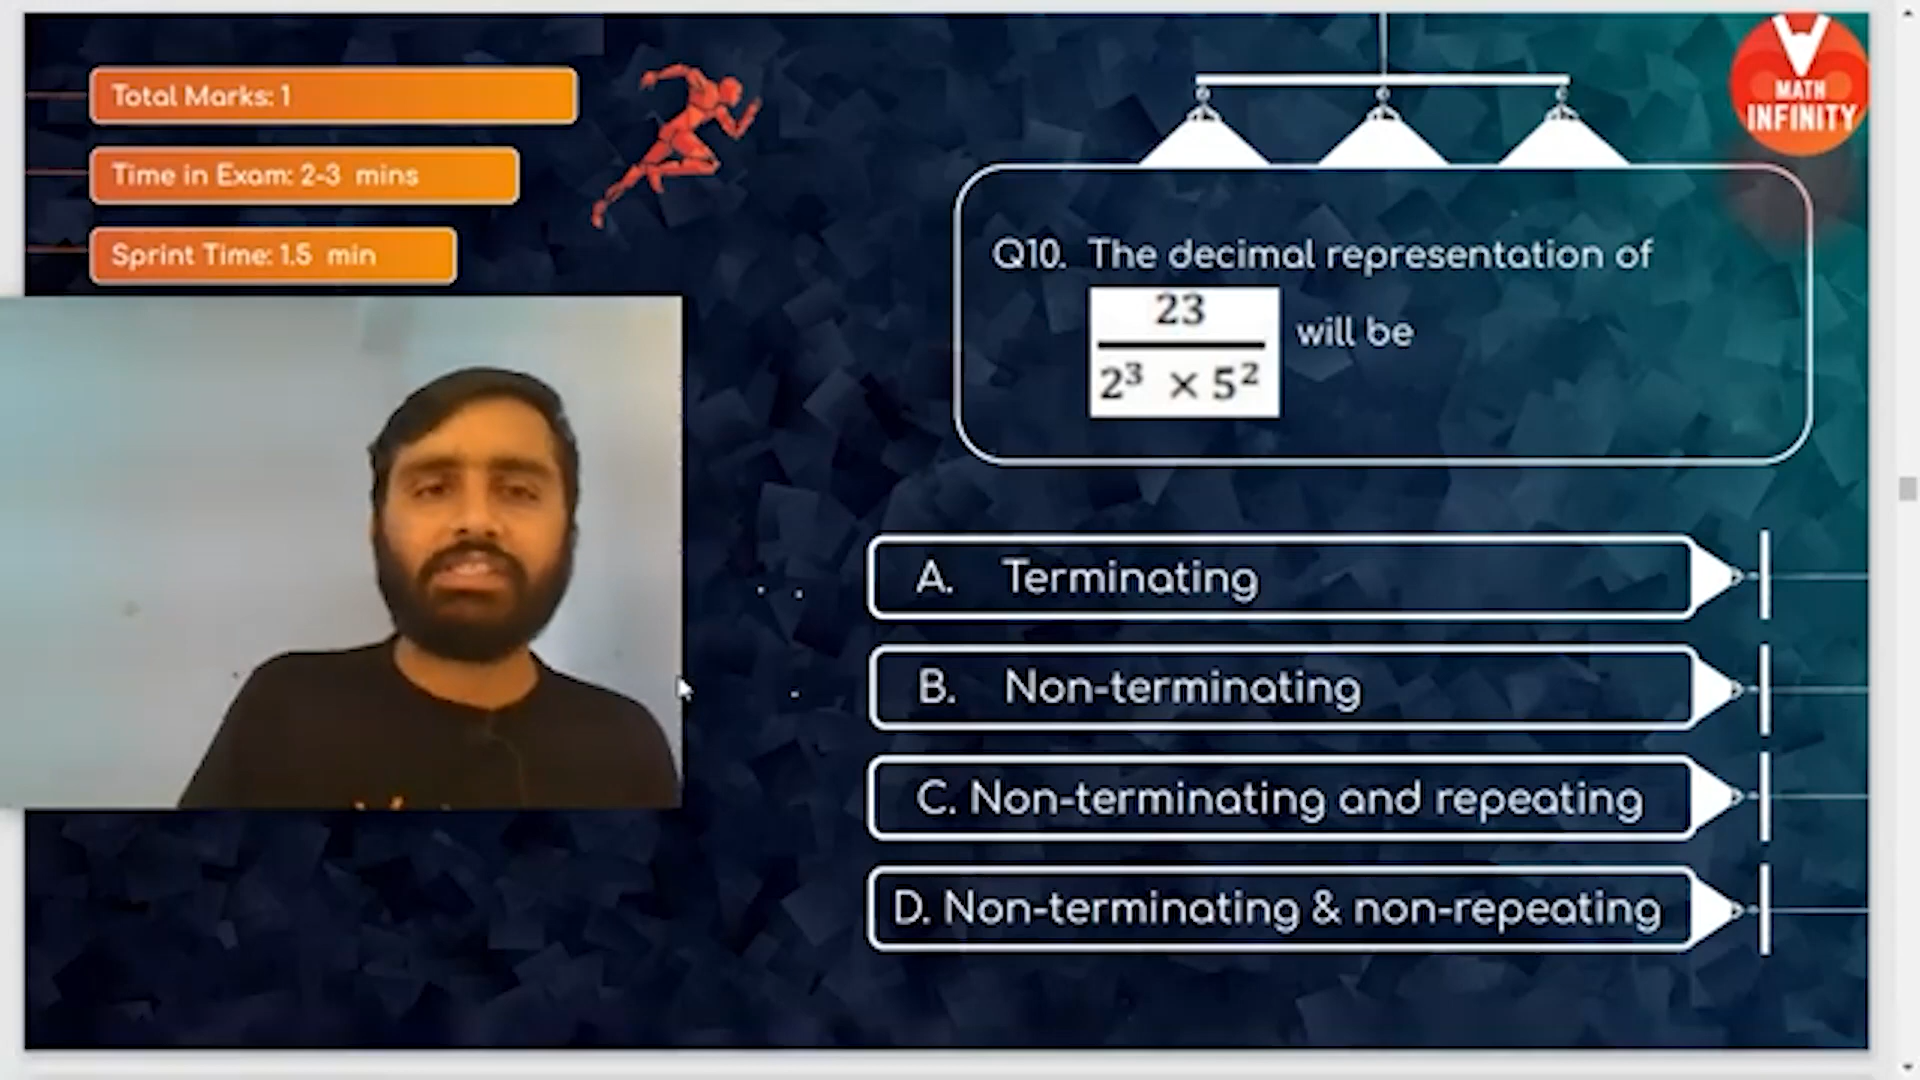 Total Marks: 1
Time in Exam: 2-3 mins
Sprint Time: 1.5 min
MATH
INFINITY
Q10. The decimal representation of
23
2³ × 5²
will be
A. Terminating
B. Non-terminating
C. Non-terminating and repeating
D. Non-terminating & non-repeating